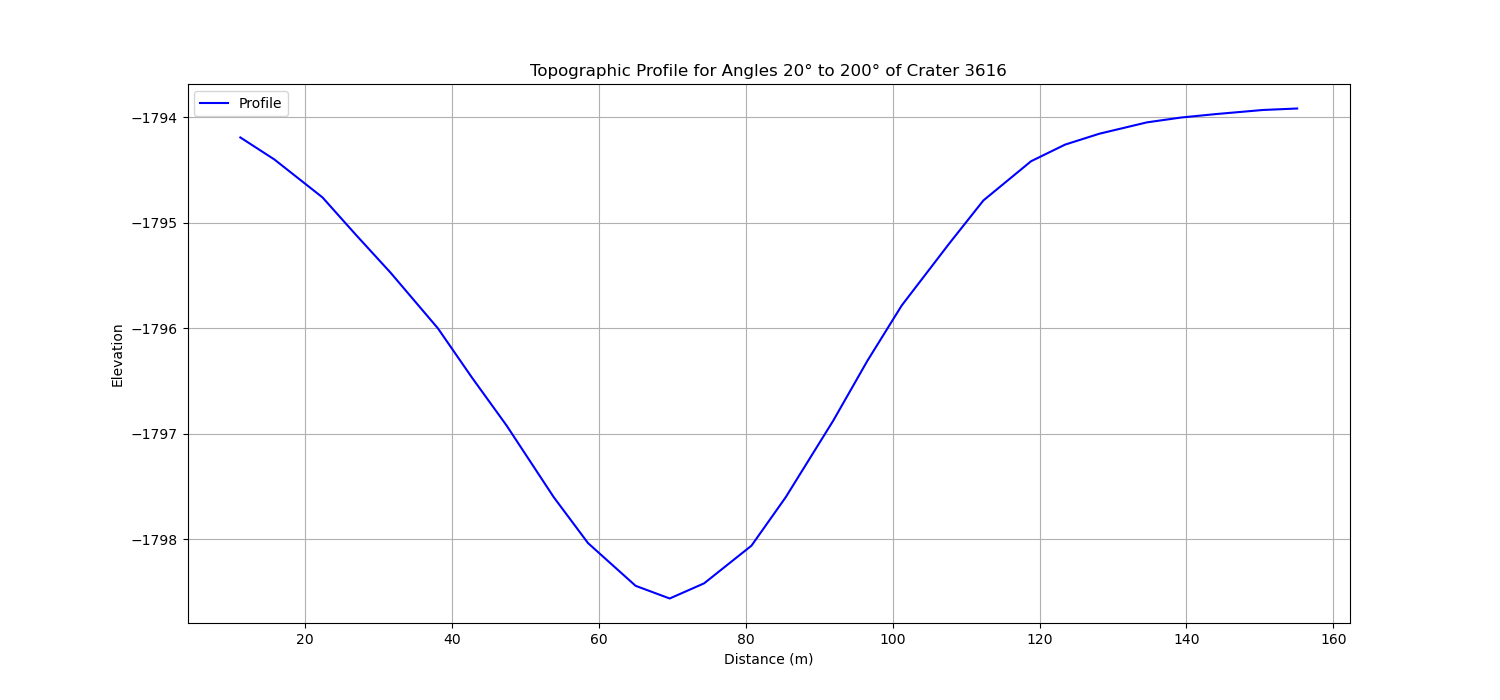 Topographic Profile for Angles 20° to 200° of Crater 3616
Profile
−1794
−1795
−1796
−1797
−1798
Elevation
20 40 60 80 100 120 140 160
Distance (m)